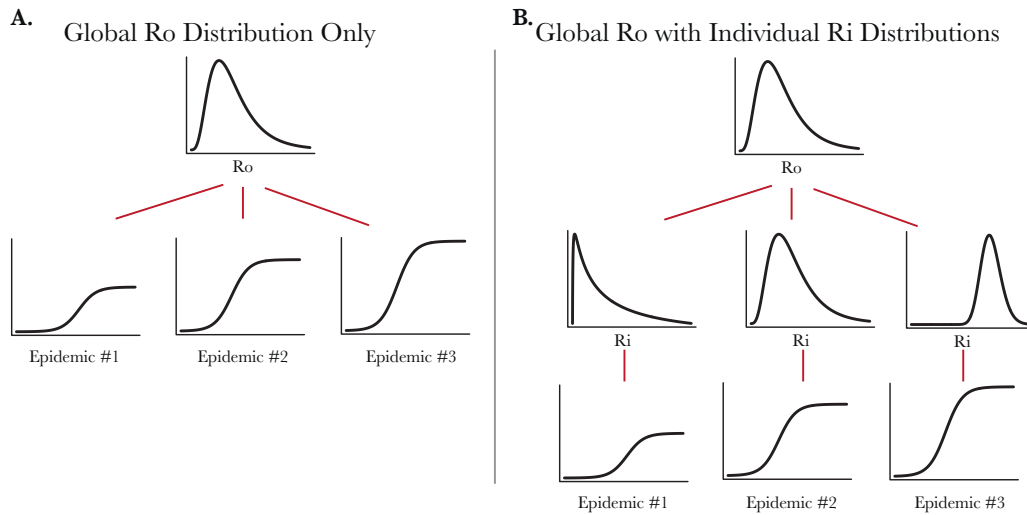 A.
Global Ro Distribution Only
Ro
Epidemic #1
Epidemic #2
Epidemic #3
B.
Global Ro with Individual Ri Distributions
Ro
Ri
Ri
Ri
Epidemic #1
Epidemic #2
Epidemic #3